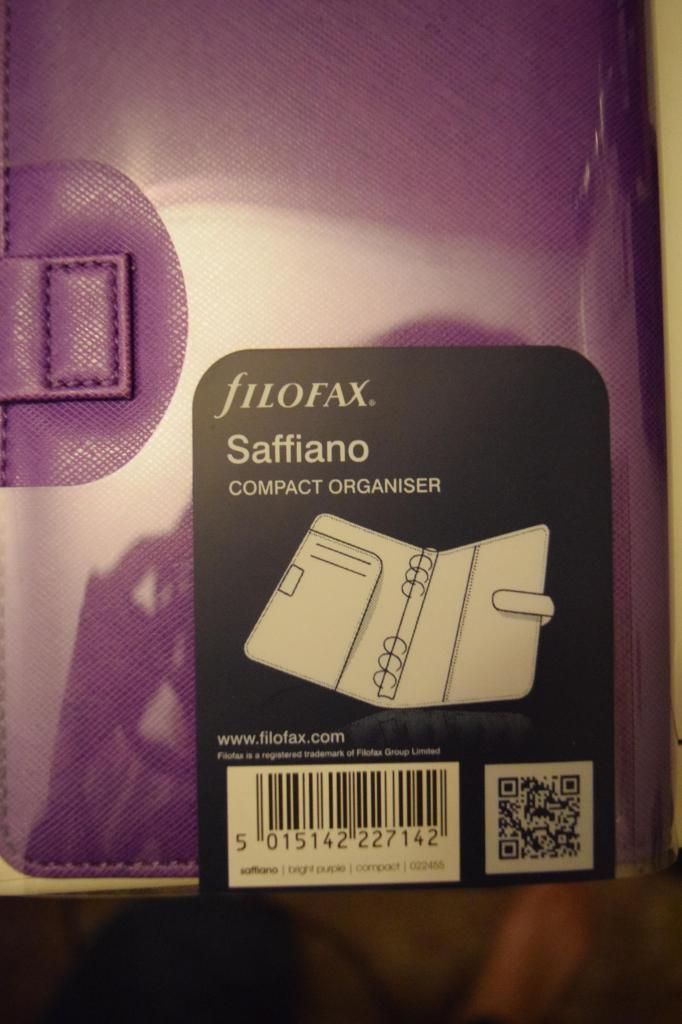 fILOFAX®
Saffiano
COMPACT ORGANISER
www.filofax.com
Filofax is a registered trademark of Filofax Group Limited
5 015142 227142
saffiano | bright purple | compact | 022455